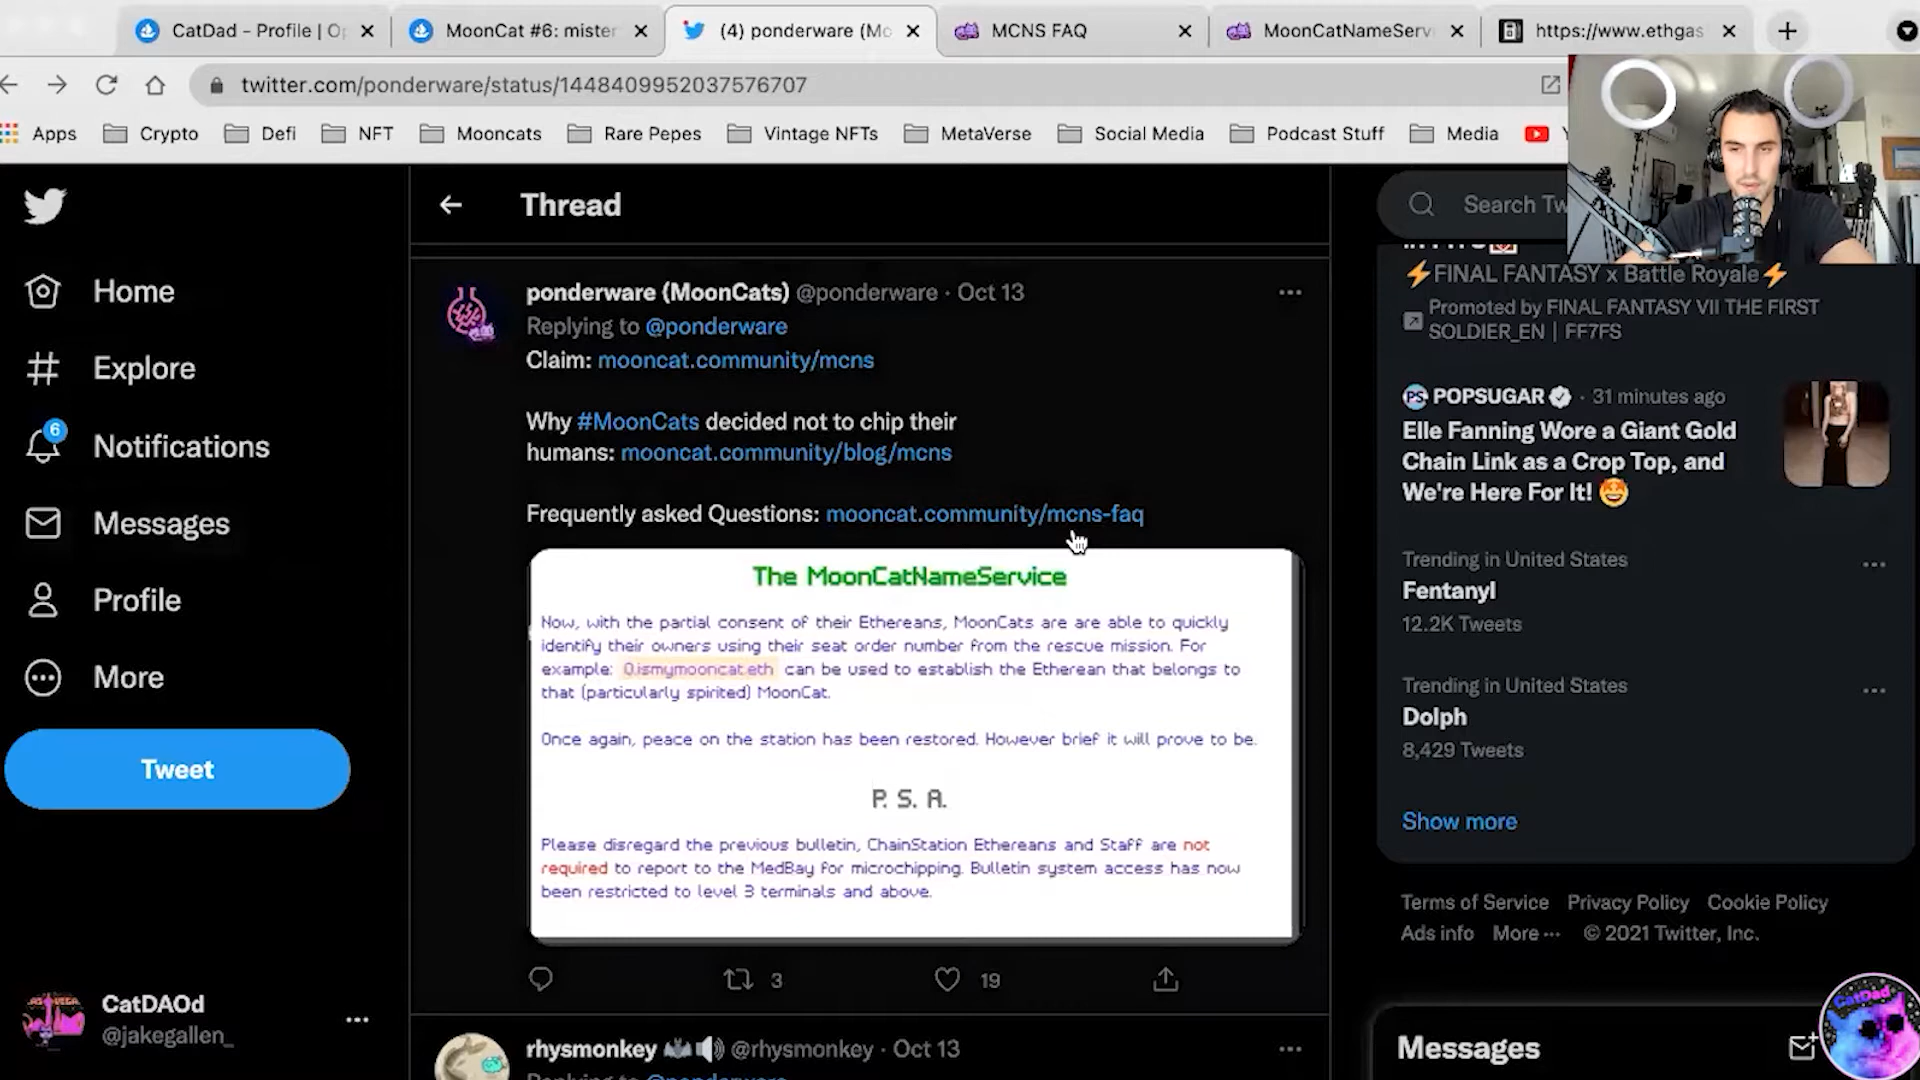 CatDad - Profile | O
MoonCat #6: mister
(4) ponderware (Mo
MCNS FAQ
MoonCatNameServ
https://www.ethgas
twitter.com/ponderware/status/1448409952037576707
Apps
Crypto
Defi
NFT
Mooncats
Rare Pepes
Vintage NFTs
MetaVerse
Social Media
Podcast Stuff
Media
Home
Explore
6
Notifications
Messages
Profile
More
Tweet
CatDAOd
@jakegallen_
Thread
ponderware (MoonCats) @ponderware · Oct 13
Replying to @ponderware
Claim: mooncat.community/mcns
Why #MoonCats decided not to chip their
humans: mooncat.community/blog/mcns
Frequently asked Questions: mooncat.community/mcns-faq
The MoonCatNameService
Now, with the partial consent of their Ethereans, MoonCats are are able to quickly
identify their owners using their seat order number from the rescue mission. For
example: 0.ismymooncat.eth can be used to establish the Etherean that belongs to
that (particularly spirited) MoonCat.
Once again, peace on the station has been restored. However brief it will prove to be.
P. S. A.
Please disregard the previous bulletin, ChainStation Ethereans and Staff are not
required to report to the MedBay for microchipping. Bulletin system access has now
been restricted to level 3 terminals and above.
3
19
rhysmonkey @rhysmonkey · Oct 13
Replying to @ponderware
Search Tw
⚡FINAL FANTASY x Battle Royale⚡
Promoted by FINAL FANTASY VII THE FIRST
SOLDIER_EN | FF7FS
POPSUGAR · 31 minutes ago
Elle Fanning Wore a Giant Gold
Chain Link as a Crop Top, and
We're Here For It! 🤩
Trending in United States
Fentanyl
12.2K Tweets
Trending in United States
Dolph
8,429 Tweets
Show more
Terms of Service Privacy Policy Cookie Policy
Ads info More ··· © 2021 Twitter, Inc.
Messages
CatDad